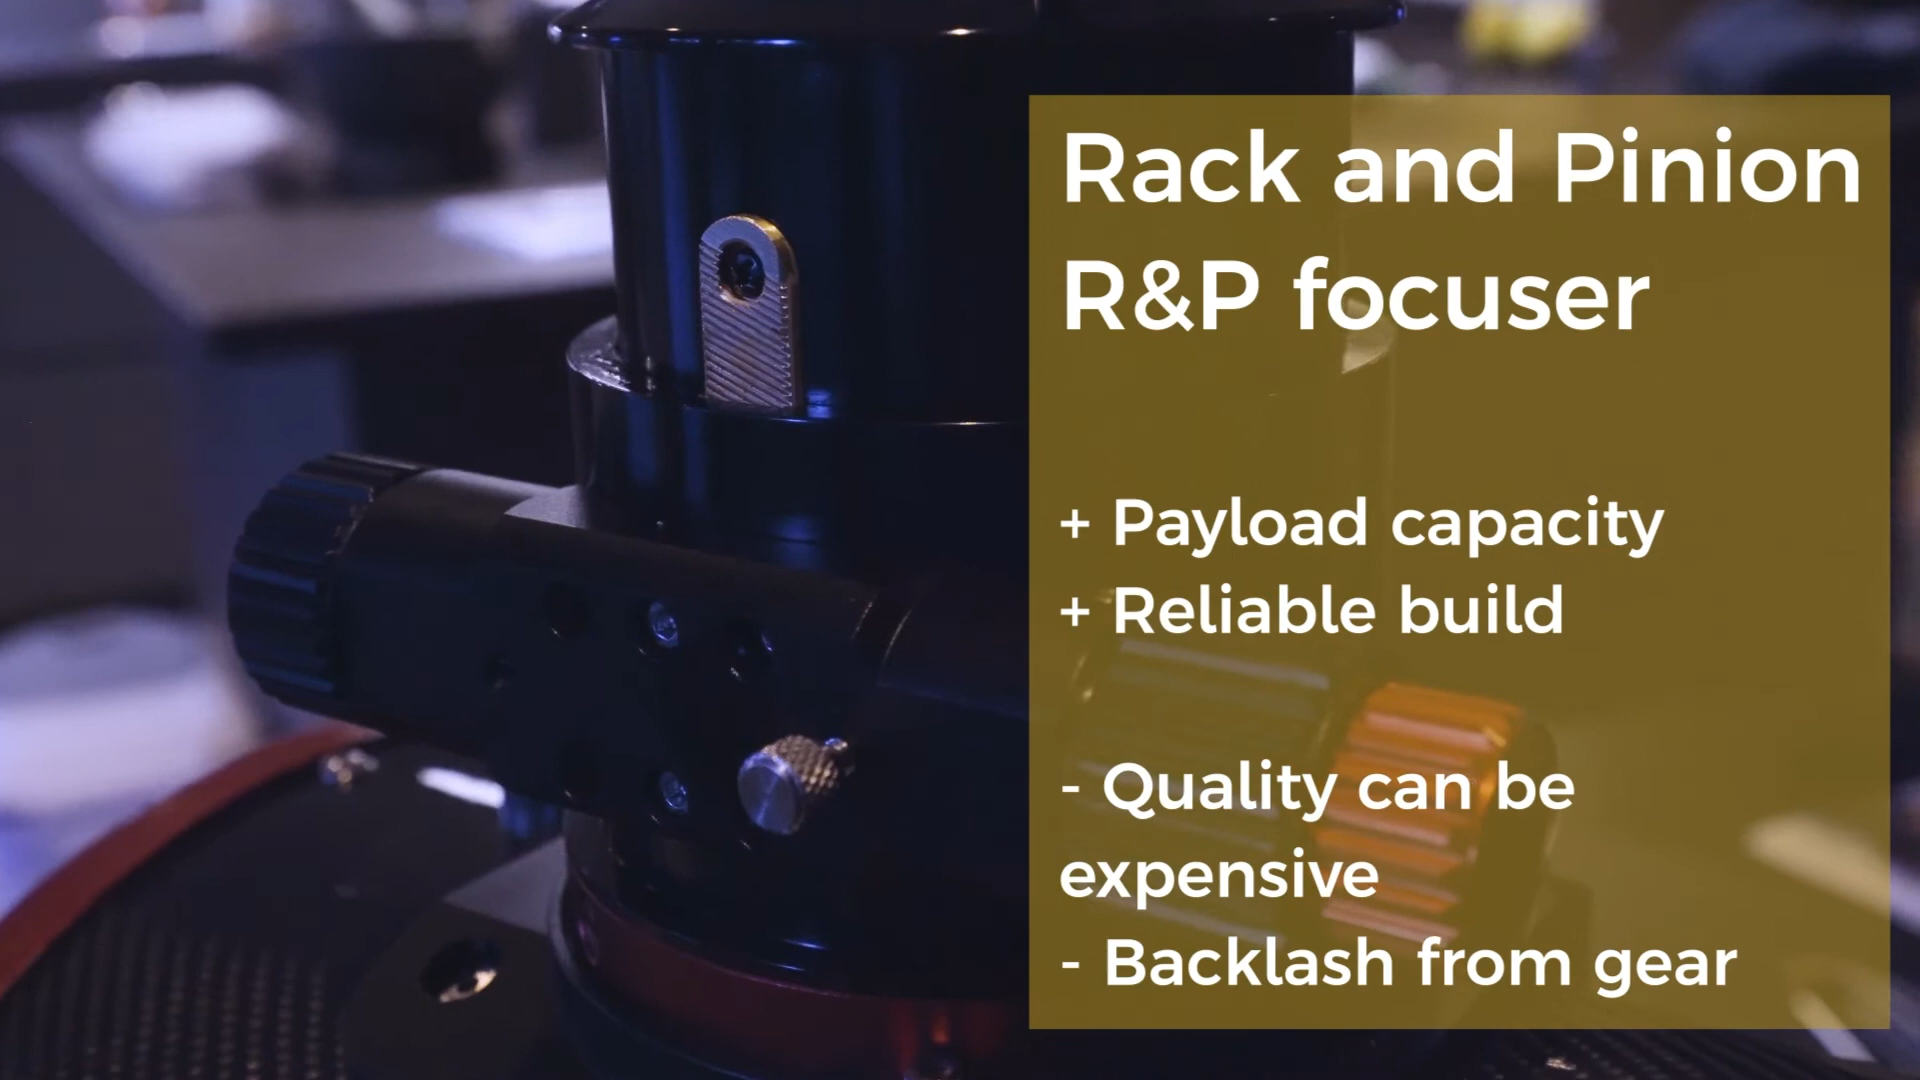 Rack and Pinion
R&P focuser
+ Payload capacity
+ Reliable build
- Quality can be
expensive
- Backlash from gear